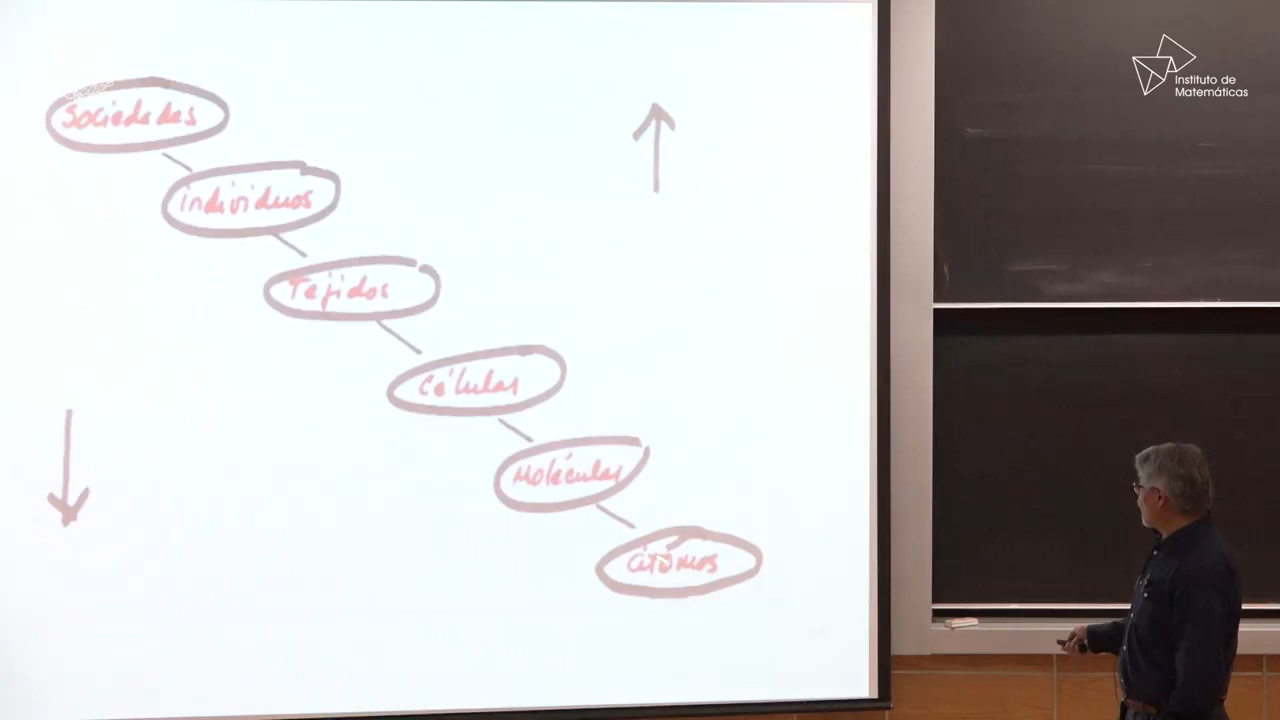 Sociedades
individuos
Tejidos
Células
Moléculas
átomos
Instituto de
Matemáticas